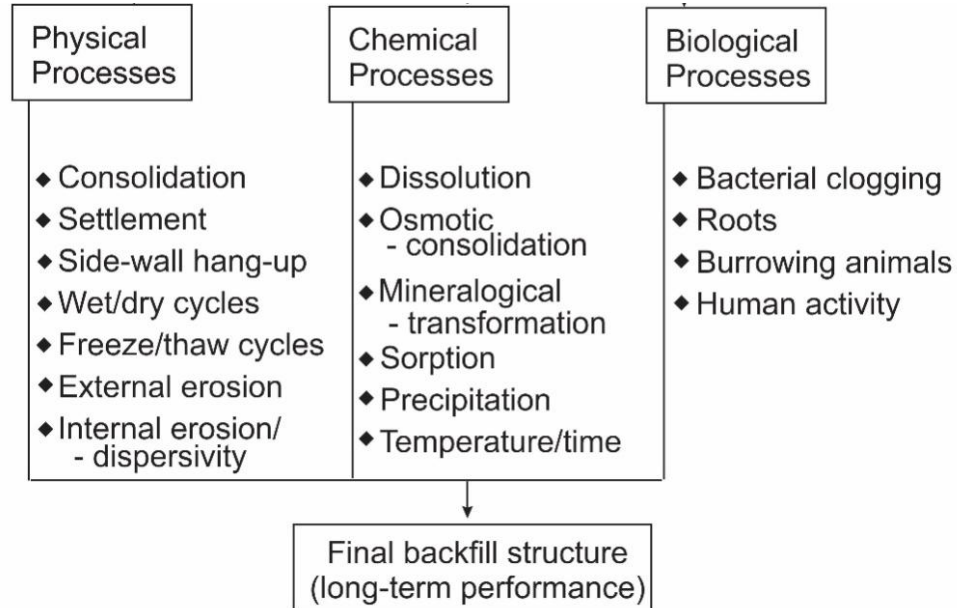 Physical
Processes
Chemical
Processes
Biological
Processes
◆ Consolidation
◆ Settlement
◆ Side-wall hang-up
◆ Wet/dry cycles
◆ Freeze/thaw cycles
◆ External erosion
◆ Internal erosion/
- dispersivity
◆ Dissolution
◆ Osmotic
- consolidation
◆ Mineralogical
- transformation
◆ Sorption
◆ Precipitation
◆ Temperature/time
◆ Bacterial clogging
◆ Roots
◆ Burrowing animals
◆ Human activity
Final backfill structure
(long-term performance)